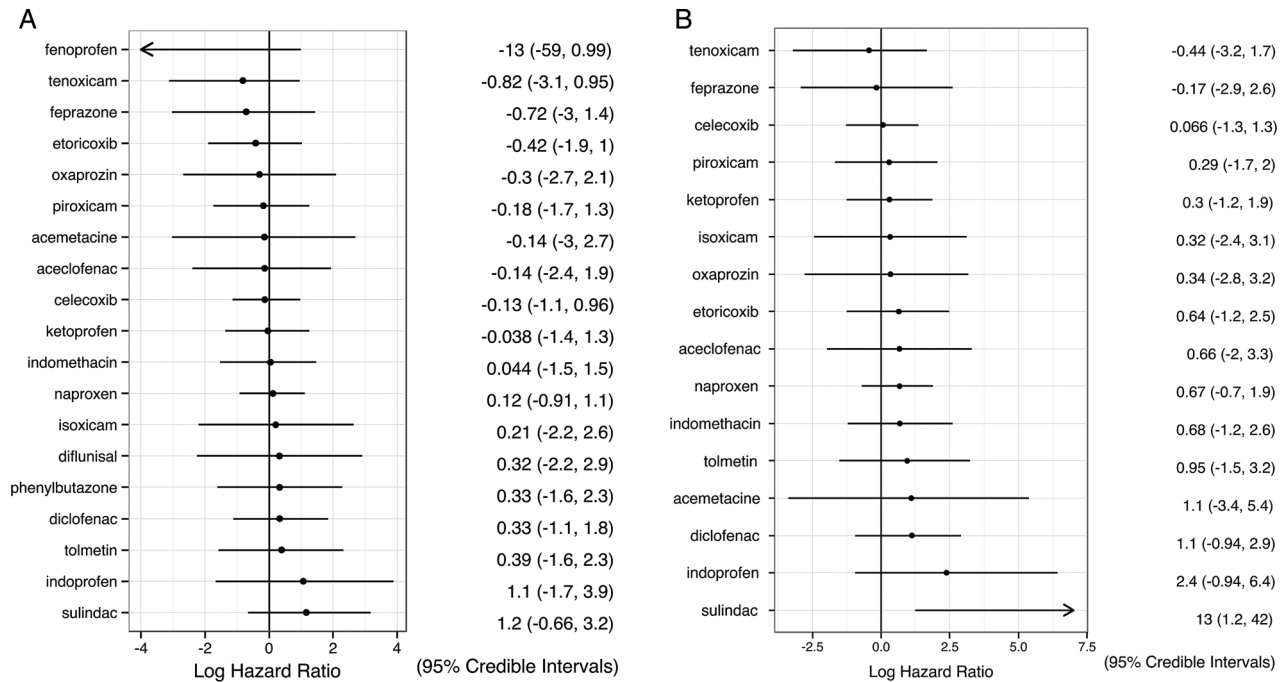 A
fenoprofen -13 (-59, 0.99)
tenoxicam -0.82 (-3.1, 0.95)
feprazone -0.72 (-3, 1.4)
etoricoxib -0.42 (-1.9, 1)
oxaprozin -0.3 (-2.7, 2.1)
piroxicam -0.18 (-1.7, 1.3)
acemetacine -0.14 (-3, 2.7)
aceclofenac -0.14 (-2.4, 1.9)
celecoxib -0.13 (-1.1, 0.96)
ketoprofen -0.038 (-1.4, 1.3)
indomethacin 0.044 (-1.5, 1.5)
naproxen 0.12 (-0.91, 1.1)
isoxicam 0.21 (-2.2, 2.6)
diflunisal 0.32 (-2.2, 2.9)
phenylbutazone 0.33 (-1.6, 2.3)
diclofenac 0.33 (-1.1, 1.8)
tolmetin 0.39 (-1.6, 2.3)
indoprofen 1.1 (-1.7, 3.9)
sulindac 1.2 (-0.66, 3.2)
-4 -2 0 2 4
Log Hazard Ratio (95% Credible Intervals)
B
tenoxicam -0.44 (-3.2, 1.7)
feprazone -0.17 (-2.9, 2.6)
celecoxib 0.066 (-1.3, 1.3)
piroxicam 0.29 (-1.7, 2)
ketoprofen 0.3 (-1.2, 1.9)
isoxicam 0.32 (-2.4, 3.1)
oxaprozin 0.34 (-2.8, 3.2)
etoricoxib 0.64 (-1.2, 2.5)
aceclofenac 0.66 (-2, 3.3)
naproxen 0.67 (-0.7, 1.9)
indomethacin 0.68 (-1.2, 2.6)
tolmetin 0.95 (-1.5, 3.2)
acemetacine 1.1 (-3.4, 5.4)
diclofenac 1.1 (-0.94, 2.9)
indoprofen 2.4 (-0.94, 6.4)
sulindac 13 (1.2, 42)
-2.5 0.0 2.5 5.0 7.5
Log Hazard Ratio (95% Credible Intervals)